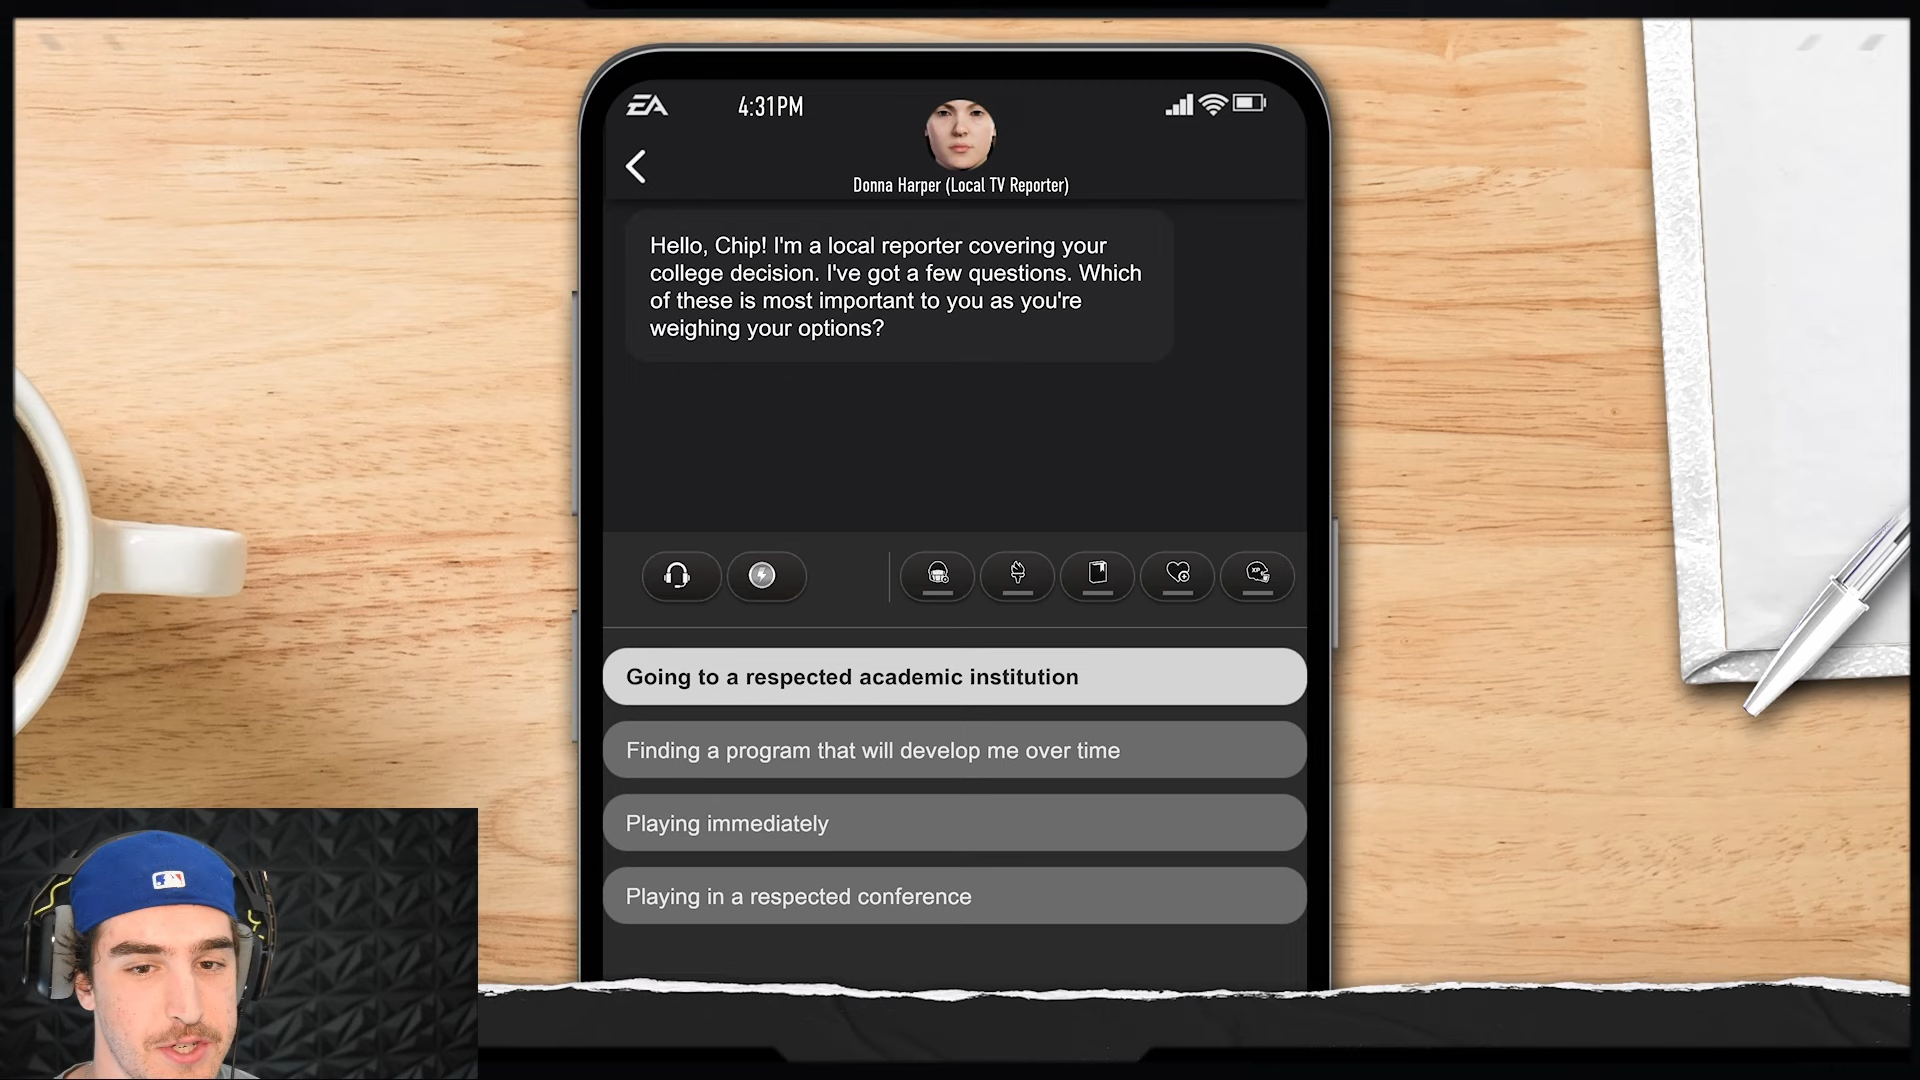 EA
4:31PM
Donna Harper (Local TV Reporter)
Hello, Chip! I'm a local reporter covering your
college decision. I've got a few questions. Which
of these is most important to you as you're
weighing your options?
XP
Going to a respected academic institution
Finding a program that will develop me over time
Playing immediately
Playing in a respected conference